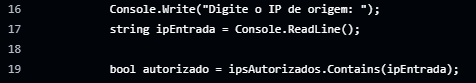 16 Console.Write("Digite o IP de origem: ");
17 string ipEntrada = Console.ReadLine();
18
19 bool autorizado = ipsAutorizados.Contains(ipEntrada);